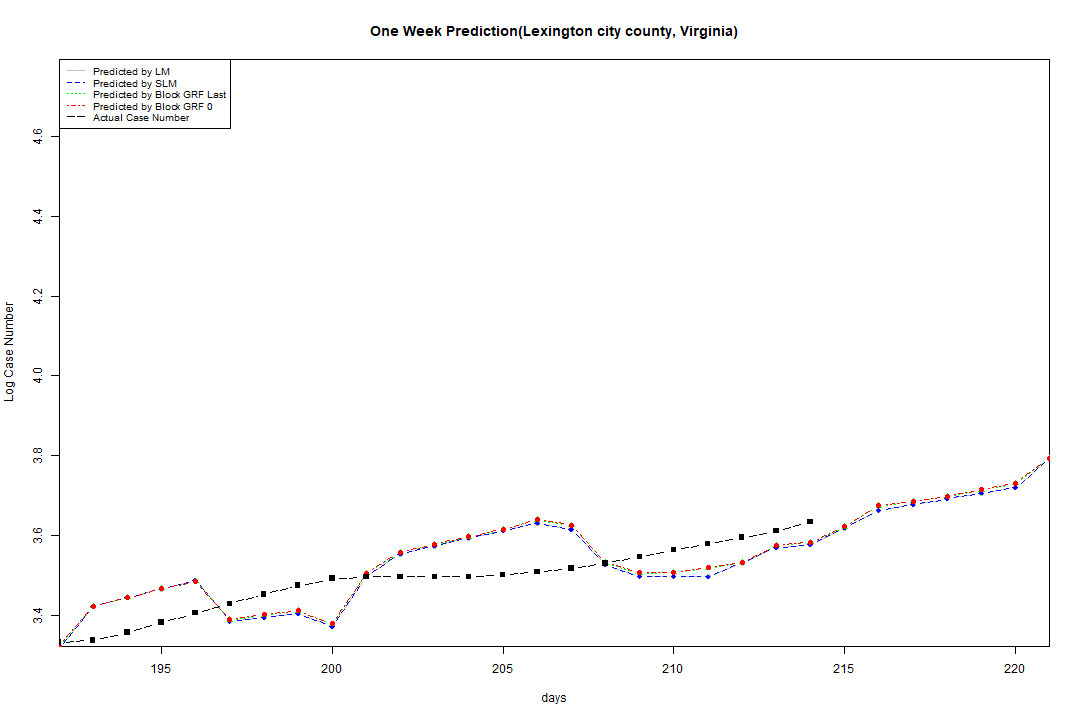 One Week Prediction(Lexington city county, Virginia)
Predicted by LM
Predicted by SLM
Predicted by Block GRF Last
Predicted by Block GRF 0
Actual Case Number
4.6
4.4
4.2
4.0
3.8
3.6
3.4
Log Case Number
195 200 205 210 215 220
days